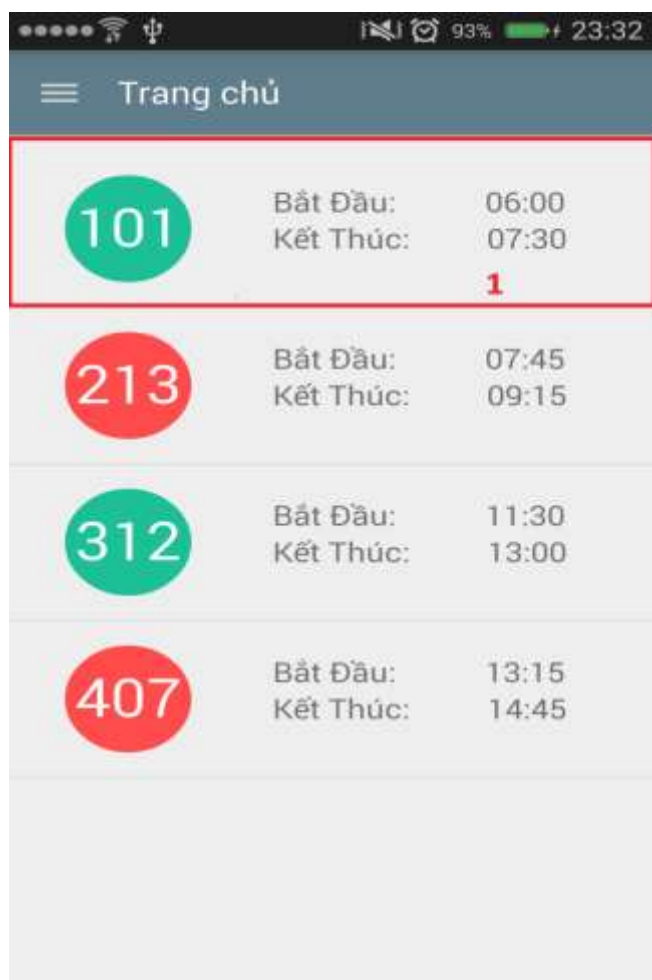 93% 23:32
Trang chủ
101 Bắt Đầu: 06:00
Kết Thúc: 07:30
1
213 Bắt Đầu: 07:45
Kết Thúc: 09:15
312 Bắt Đầu: 11:30
Kết Thúc: 13:00
407 Bắt Đầu: 13:15
Kết Thúc: 14:45